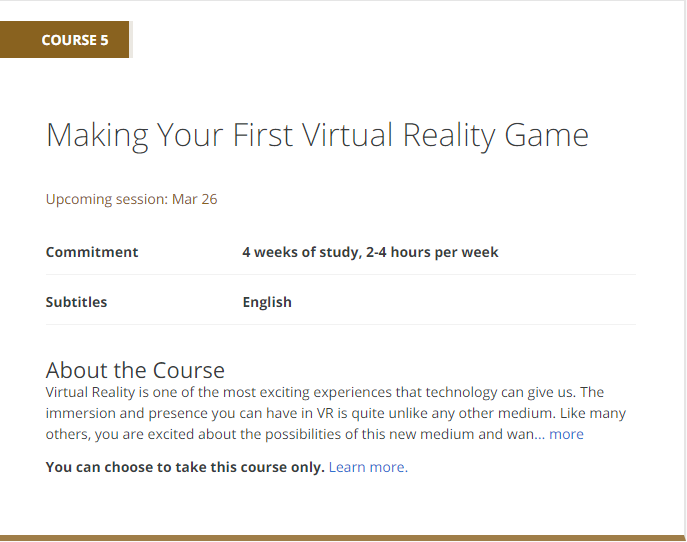 COURSE 5
Making Your First Virtual Reality Game
Upcoming session: Mar 26
Commitment 4 weeks of study, 2-4 hours per week
Subtitles English
About the Course
Virtual Reality is one of the most exciting experiences that technology can give us. The
immersion and presence you can have in VR is quite unlike any other medium. Like many
others, you are excited about the possibilities of this new medium and wan... more
You can choose to take this course only. Learn more.